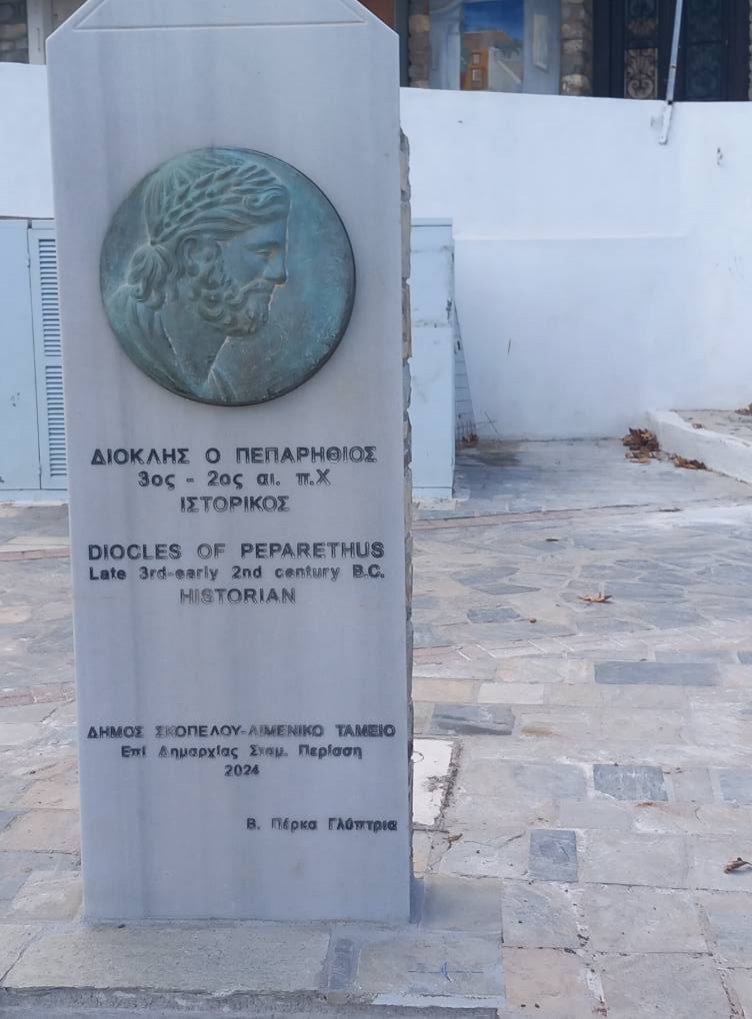 ΔΙΟΚΛΗΣ Ο ΠΕΠΑΡΗΘΙΟΣ
3ος - 2ος αι. π.Χ
ΙΣΤΟΡΙΚΟΣ
DIOCLES OF PEPARETHUS
Late 3rd-early 2nd century B.C.
HISTORIAN
ΔΗΜΟΣ ΣΚΟΠΕΛΟΥ-ΛΙΜΕΝΙΚΟ ΤΑΜΕΙΟ
Επί Δημαρχίας Σταμ. Περίσση
2024
Β. Πέρκα Γλύπτρια